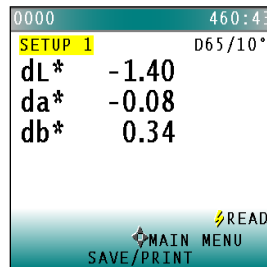 0000 460:43
SETUP 1 D65/10°
dL* -1.40
da* -0.08
db* 0.34
READ
MAIN MENU
SAVE/PRINT